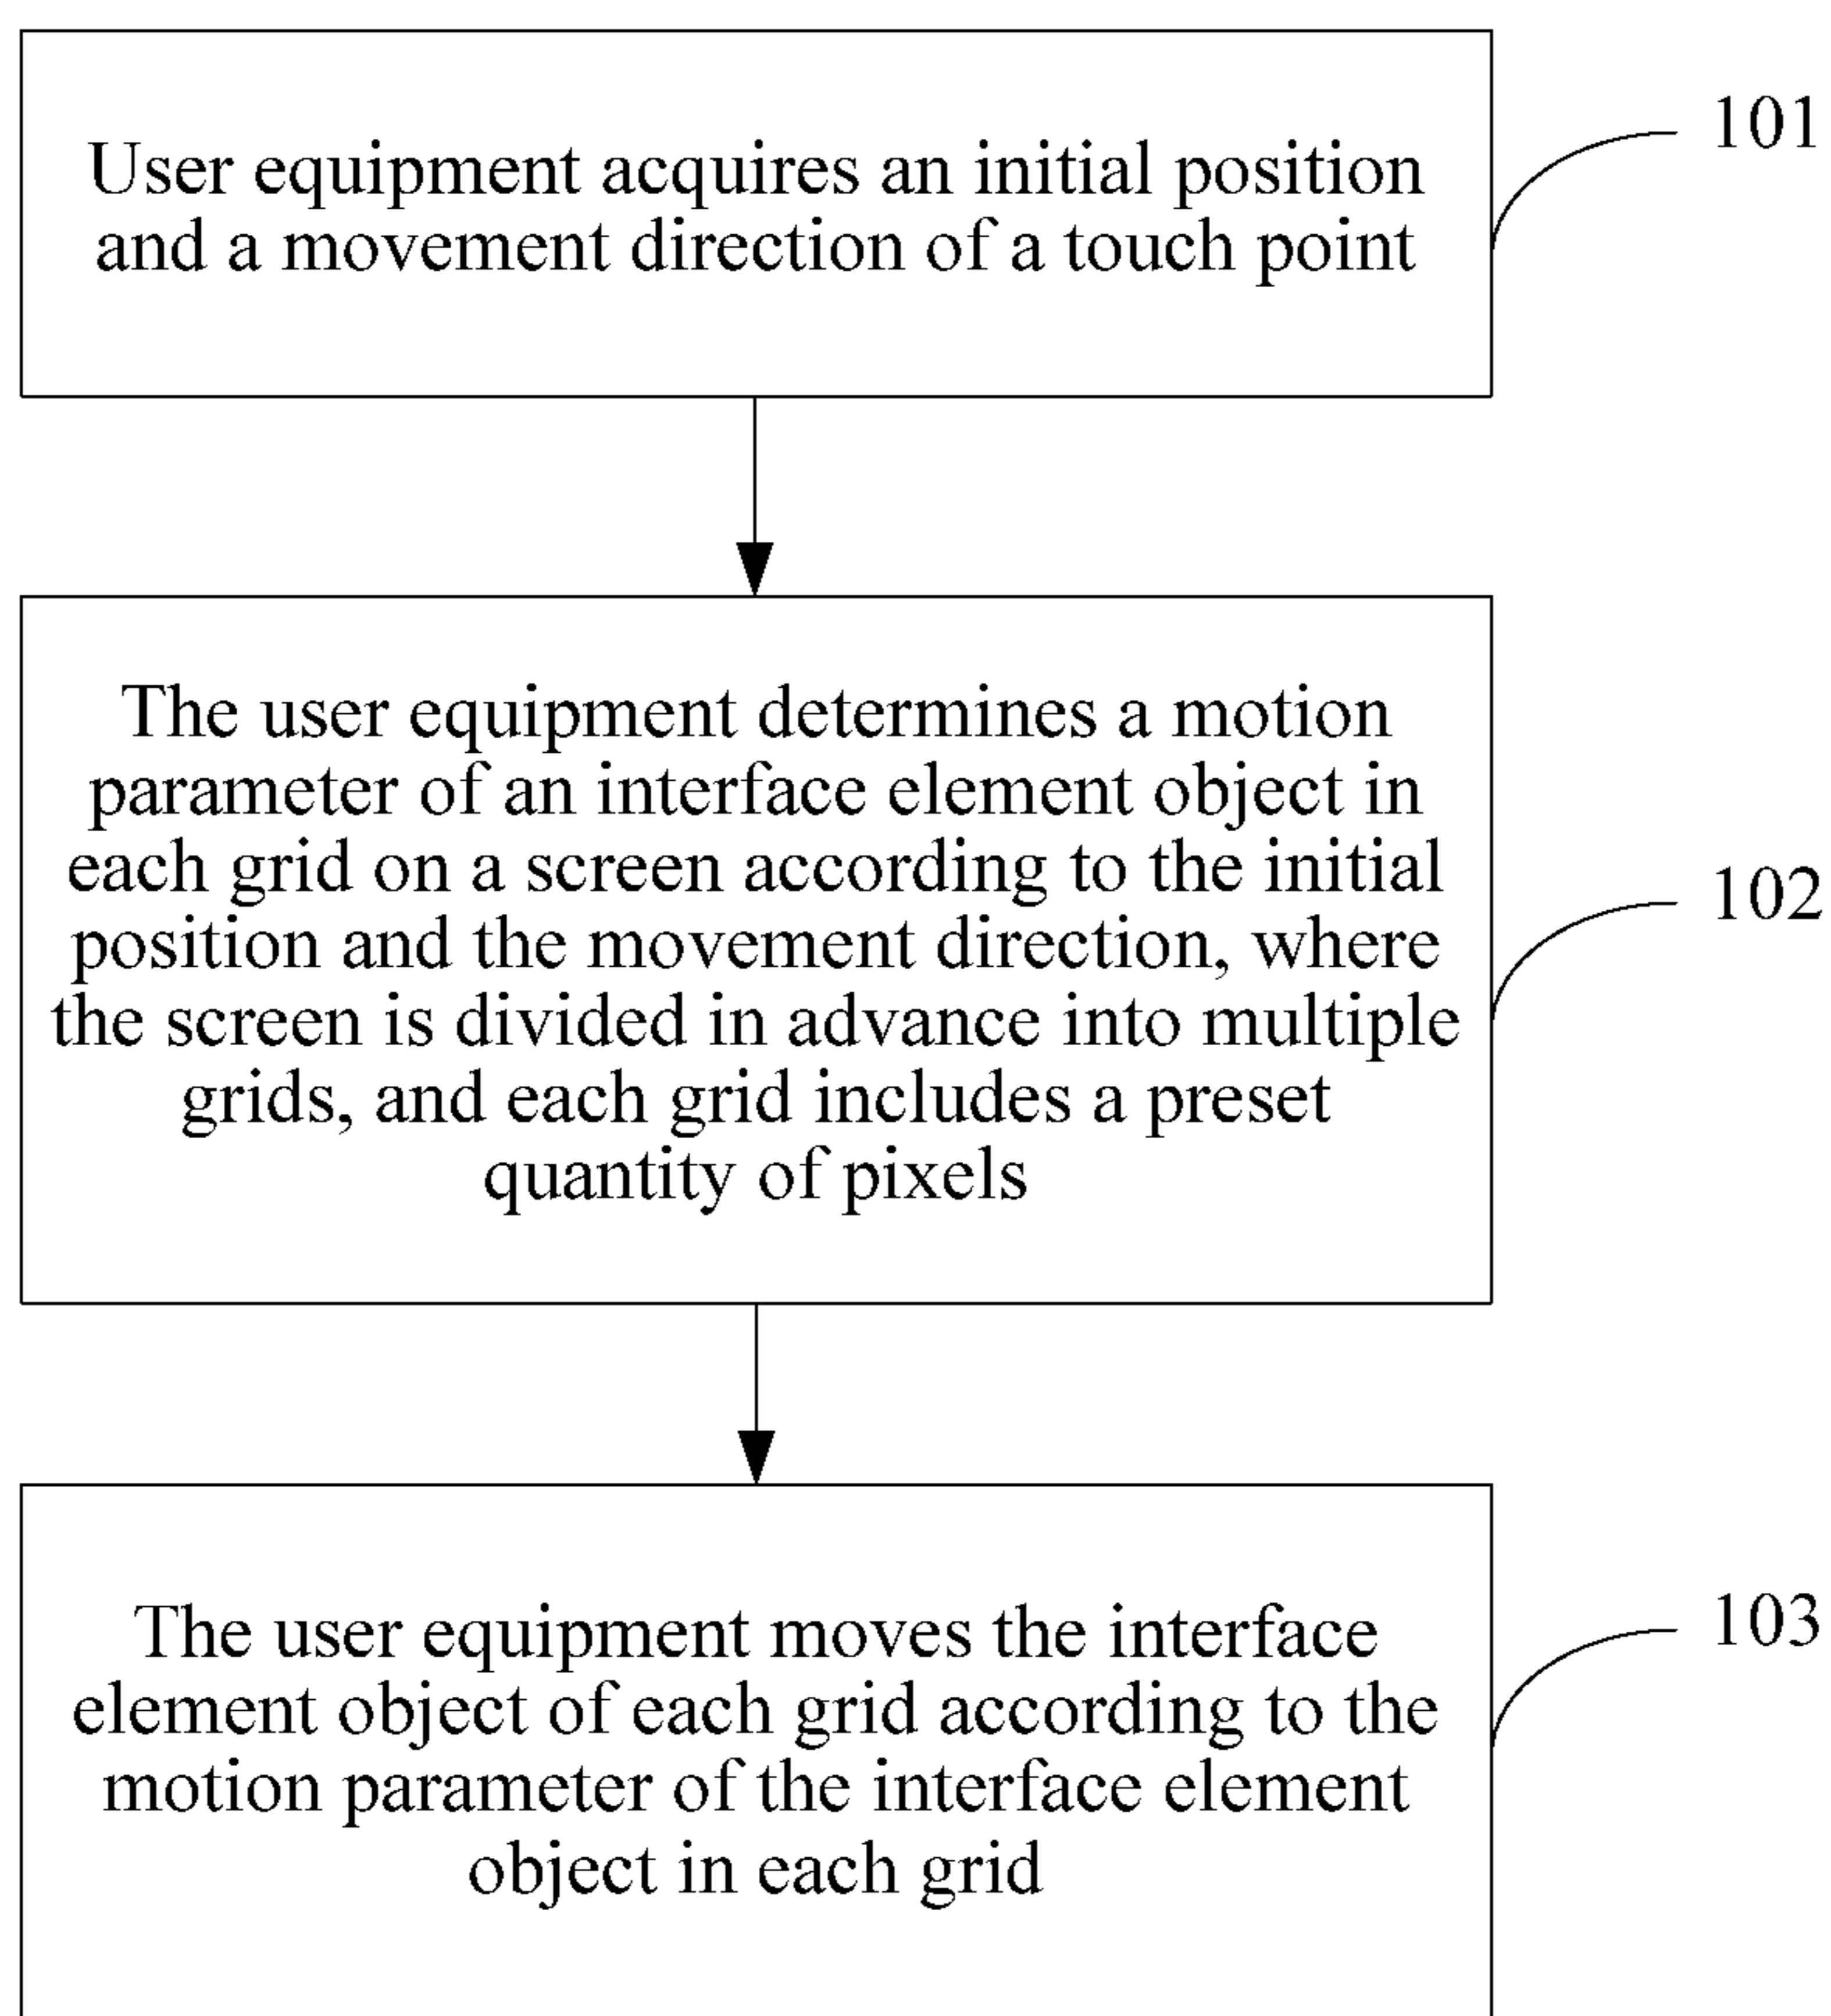 User equipment acquires an initial position
and a movement direction of a touch point
101
The user equipment determines a motion
parameter of an interface element object in
each grid on a screen according to the initial
position and the movement direction, where
the screen is divided in advance into multiple
grids, and each grid includes a preset
quantity of pixels
102
The user equipment moves the interface
element object of each grid according to the
motion parameter of the interface element
object in each grid
103